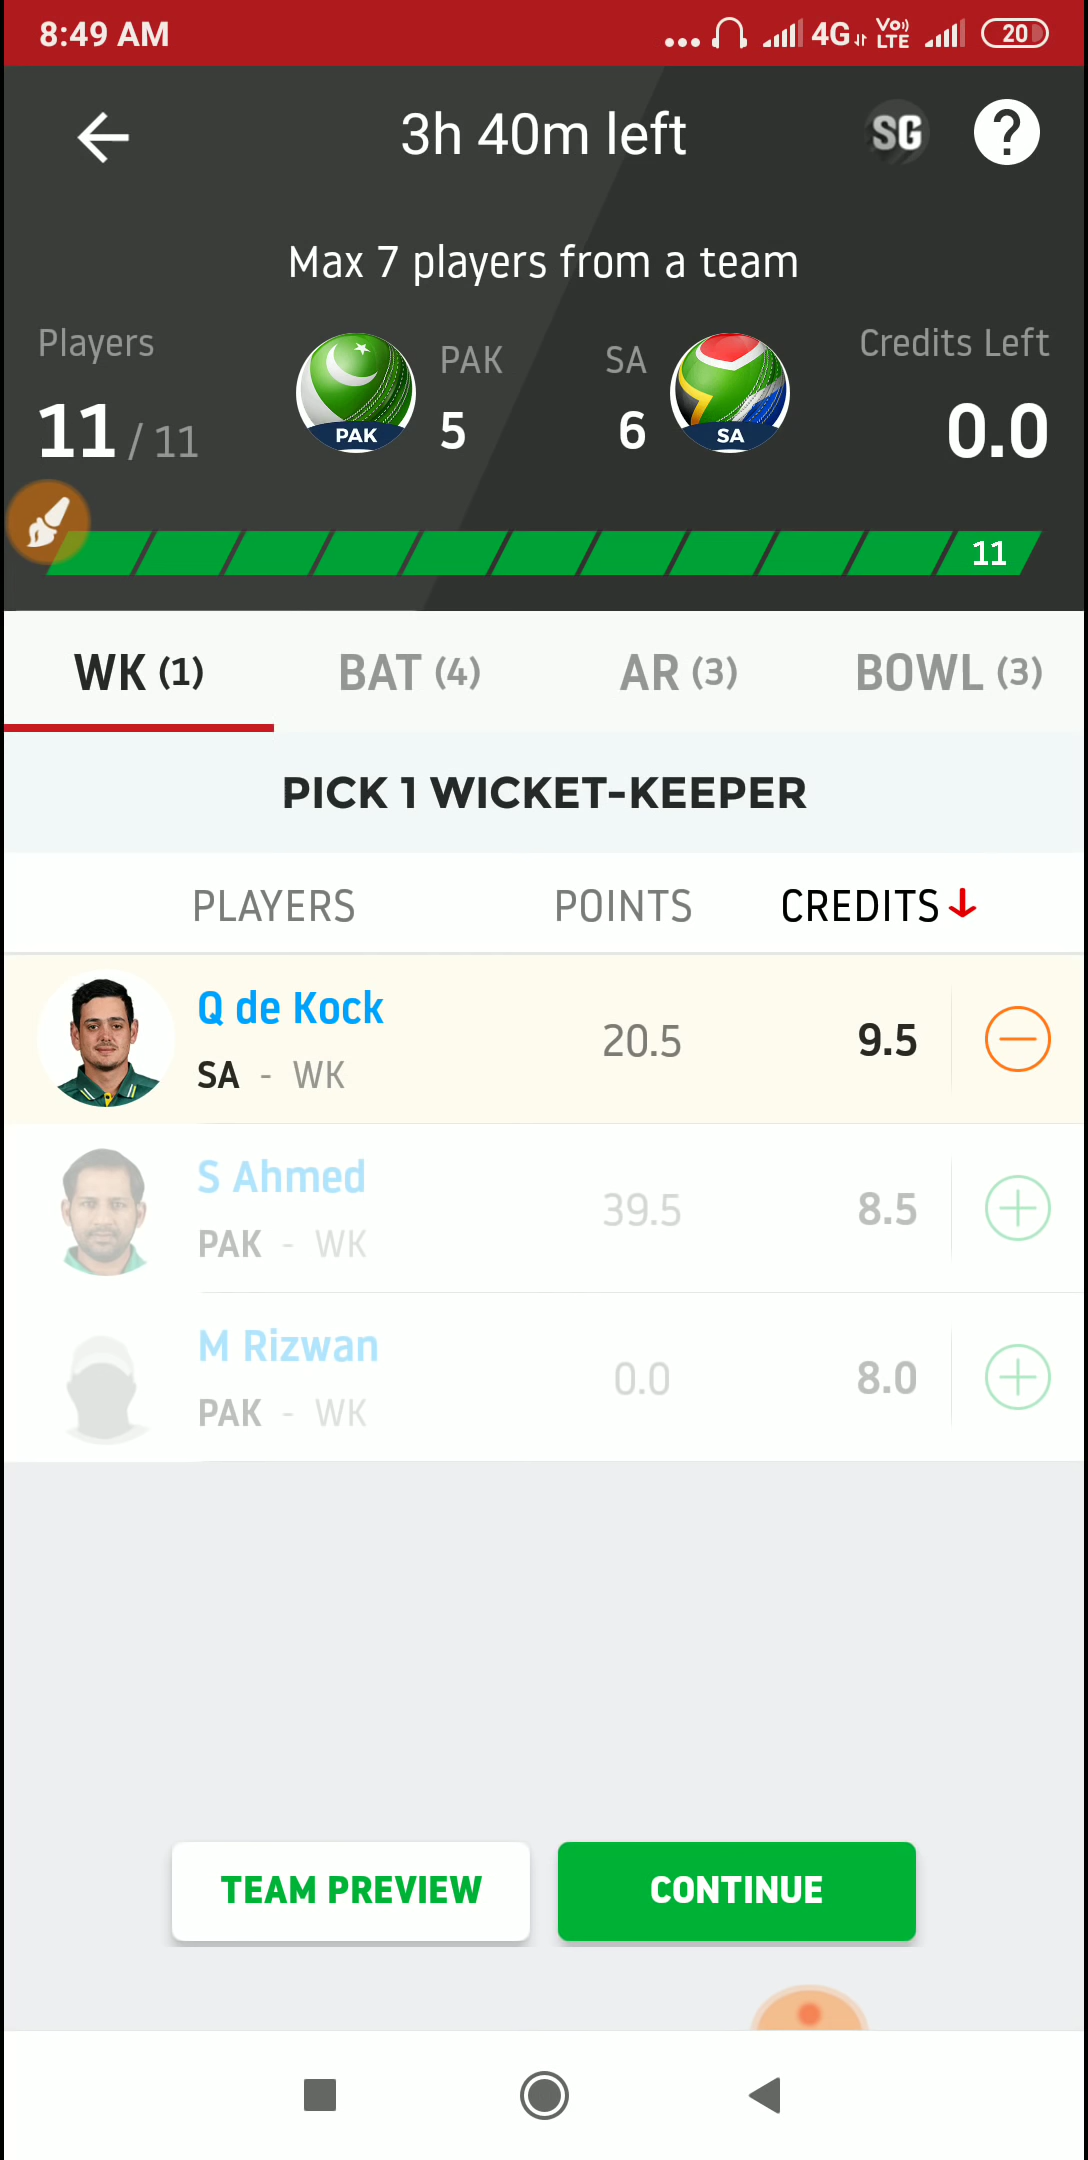 8:49 AM
4G Vo)) LTE 20
3h 40m left
SG ?
Max 7 players from a team
Players
PAK
SA
Credits Left
11 / 11
PAK
5
6
SA
0.0
11
WK (1)
BAT (4)
AR (3)
BOWL (3)
PICK 1 WICKET-KEEPER
PLAYERS
POINTS
CREDITS
Q de Kock
SA - WK
20.5
9.5
S Ahmed
PAK - WK
39.5
8.5
M Rizwan
PAK - WK
0.0
8.0
TEAM PREVIEW
CONTINUE